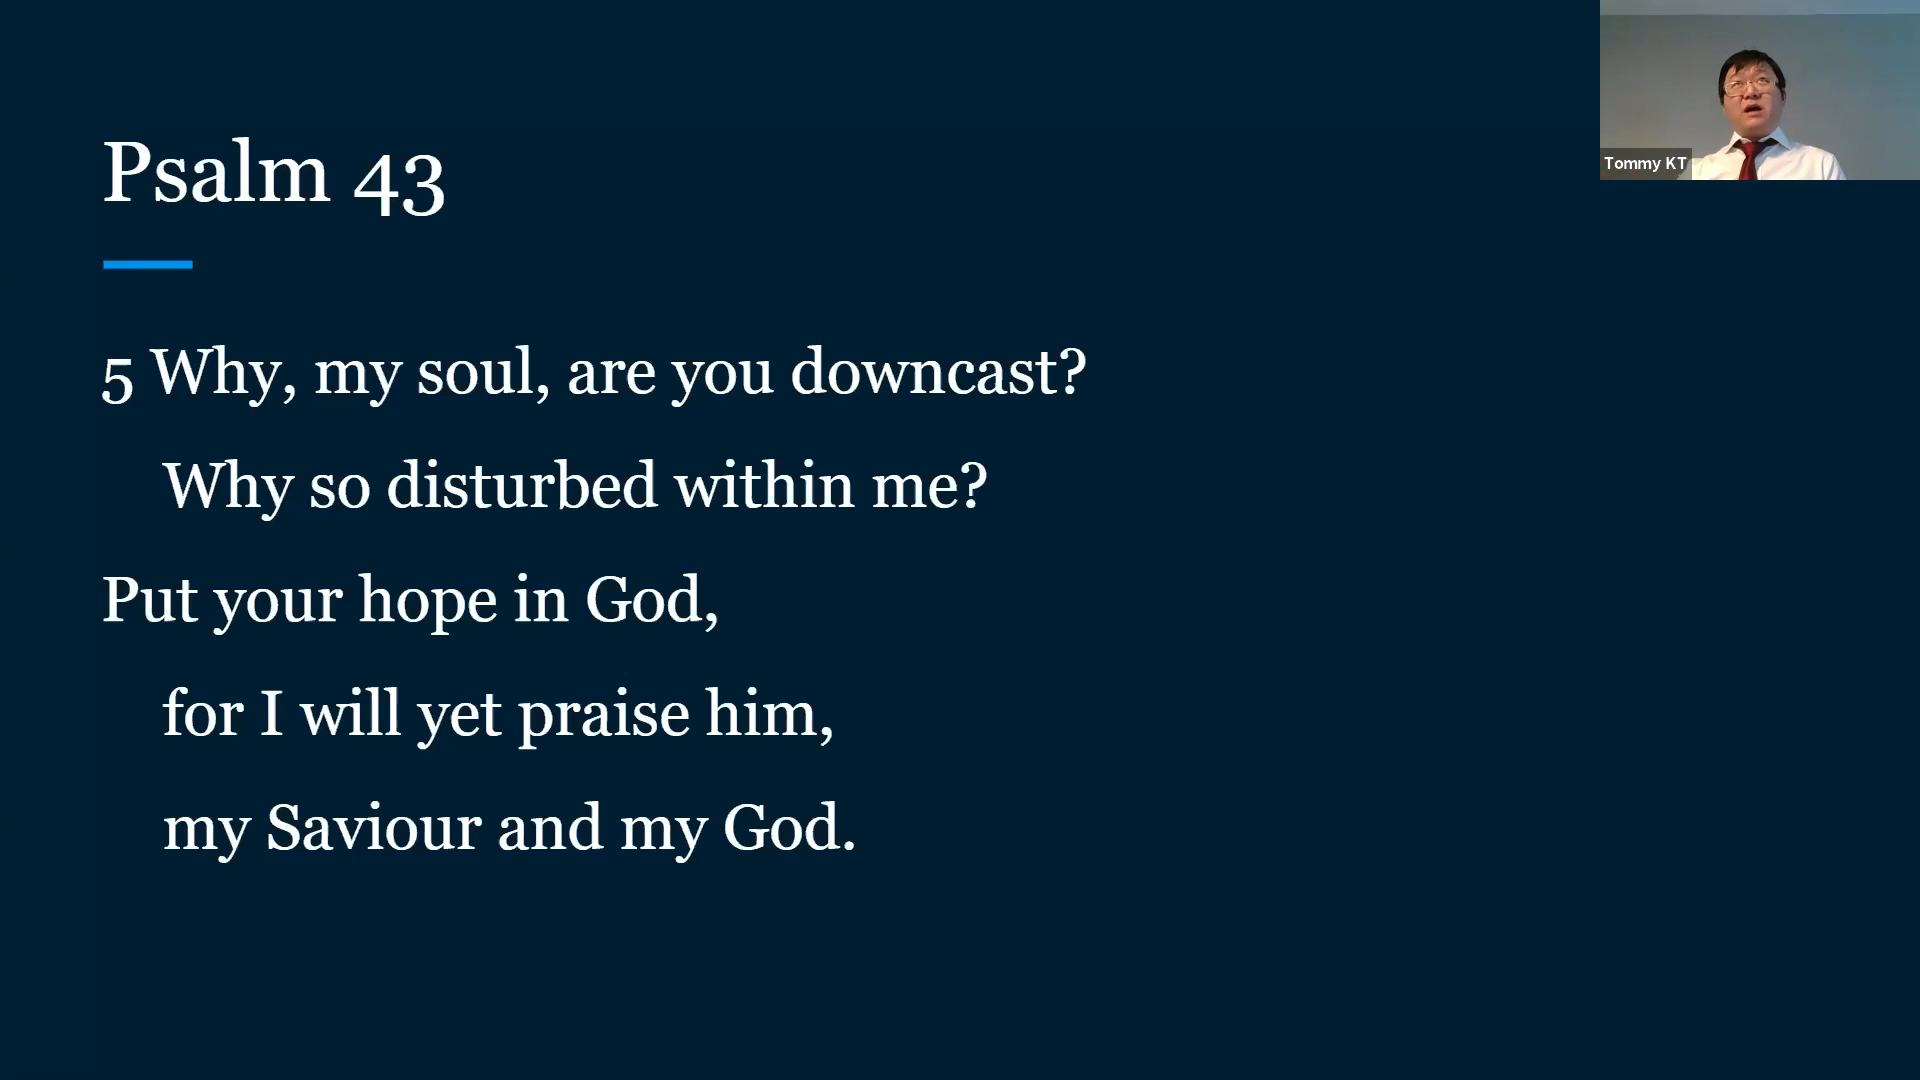 Psalm 43
5 Why, my soul, are you downcast?
Why so disturbed within me?
Put your hope in God,
for I will yet praise him,
my Saviour and my God.
Tommy KT